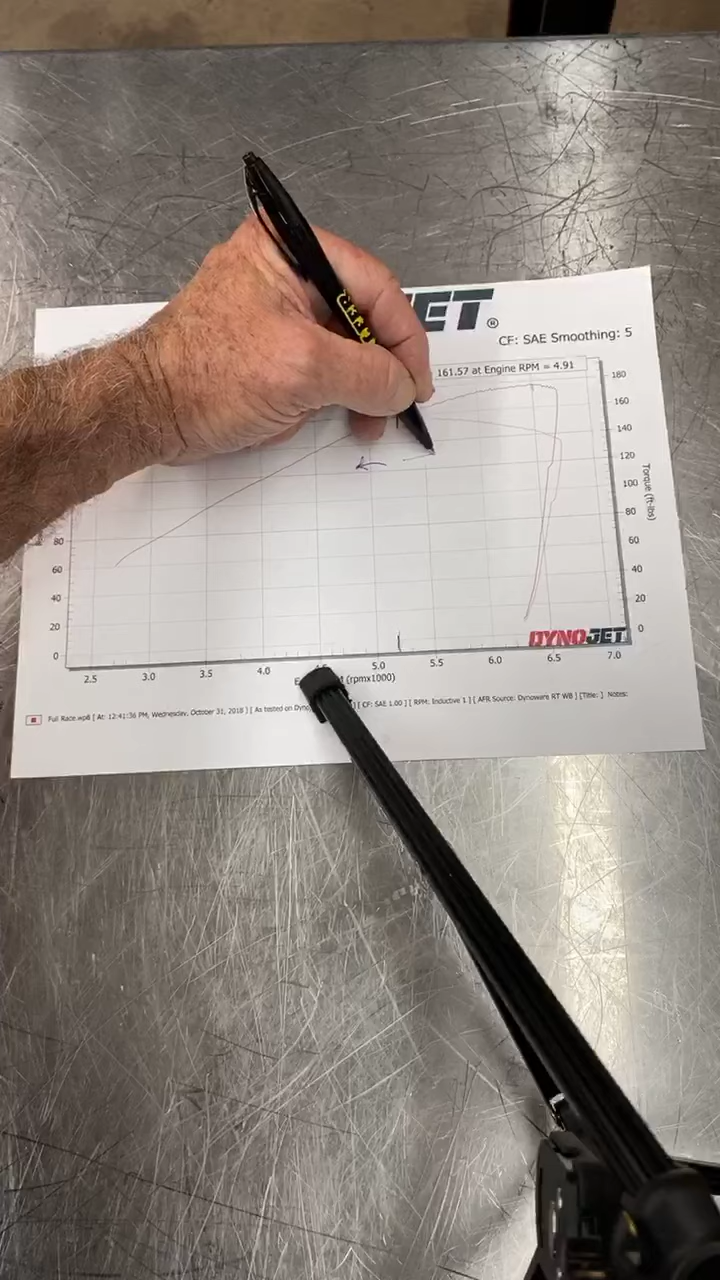 ET®
CF: SAE Smoothing: 5
161.57 at Engine RPM = 4.91
180
160
140
120
100
80
60
40
20
0
Torque (ft-lbs)
80
60
40
20
0
DYNOJET
2.5 3.0 3.5 4.0 5.0 5.5 6.0 6.5 7.0
(rpmx1000)
Full Race.wp8 [ At: 12:41:36 PM, Wednesday, October 31, 2018 ] [ As tested on Dyno ] [ CF: SAE 1.00 ] [ RPM: Inductive 1 ] [ AFR Source: Dynoware RT WB ] [Title: ] Notes: